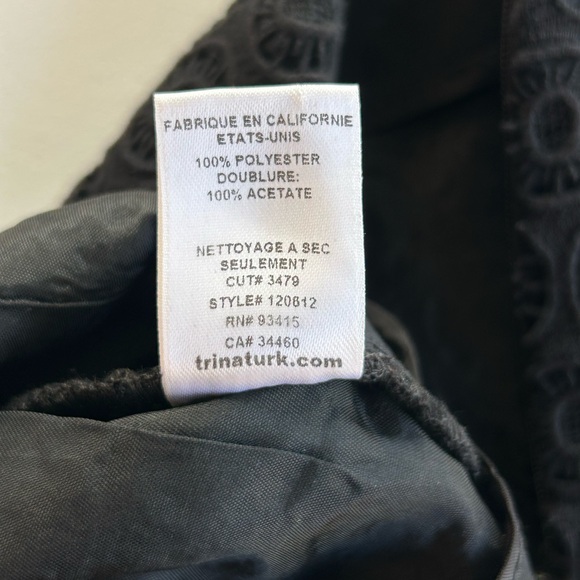 FABRIQUE EN CALIFORNIE
ETATS-UNIS
100% POLYESTER
DOUBLURE:
100% ACETATE
NETTOYAGE A SEC
SEULEMENT
CUT# 3479
STYLE# 120612
RN# 93415
CA# 34460
trinaturk.com